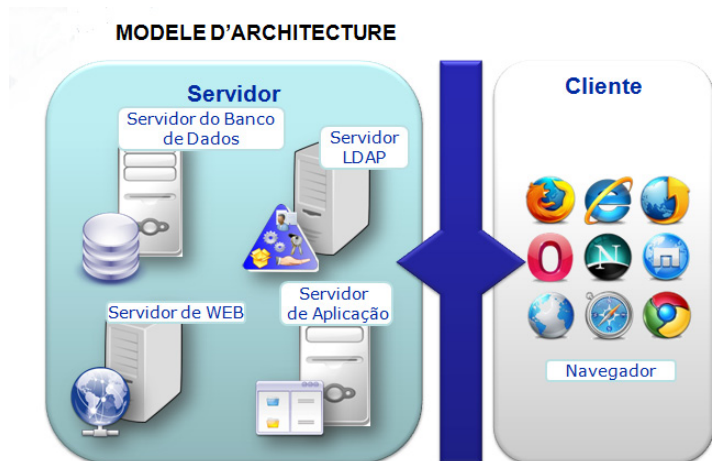 MODELE D'ARCHITECTURE
Servidor
Servidor do Banco
de Dados
Servidor
LDAP
Servidor de WEB
Servidor
de Aplicação
Cliente
Navegador